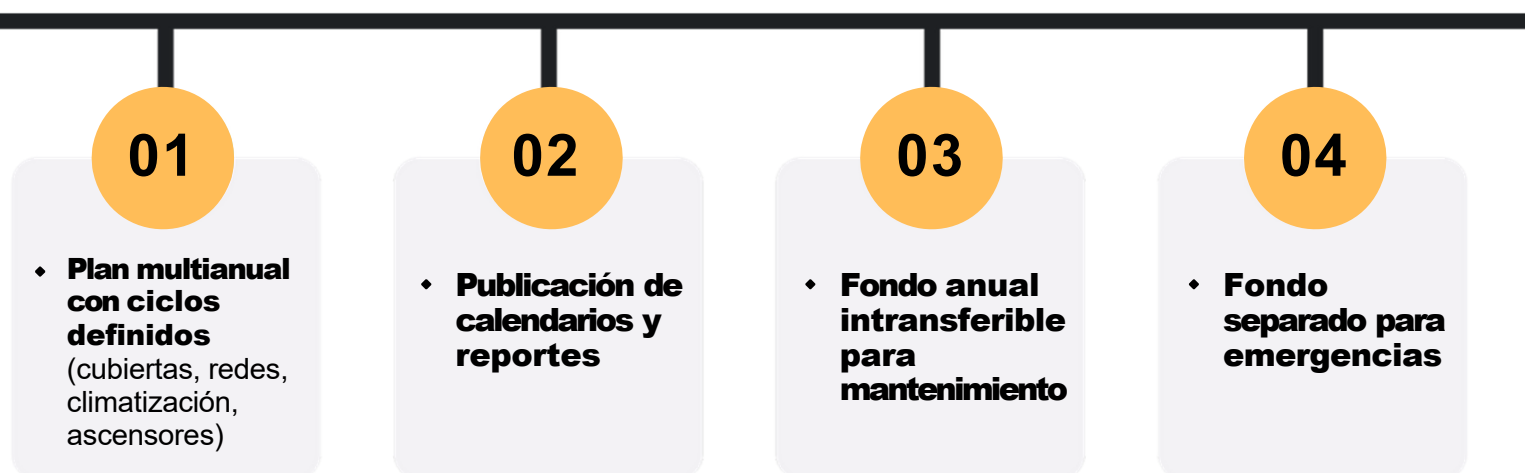 01
Plan multianual
con ciclos
definidos
(cubiertas, redes,
climatización,
ascensores)
02
Publicación de
calendarios y
reportes
03
Fondo anual
intransferible
para
mantenimiento
04
Fondo
separado para
emergencias